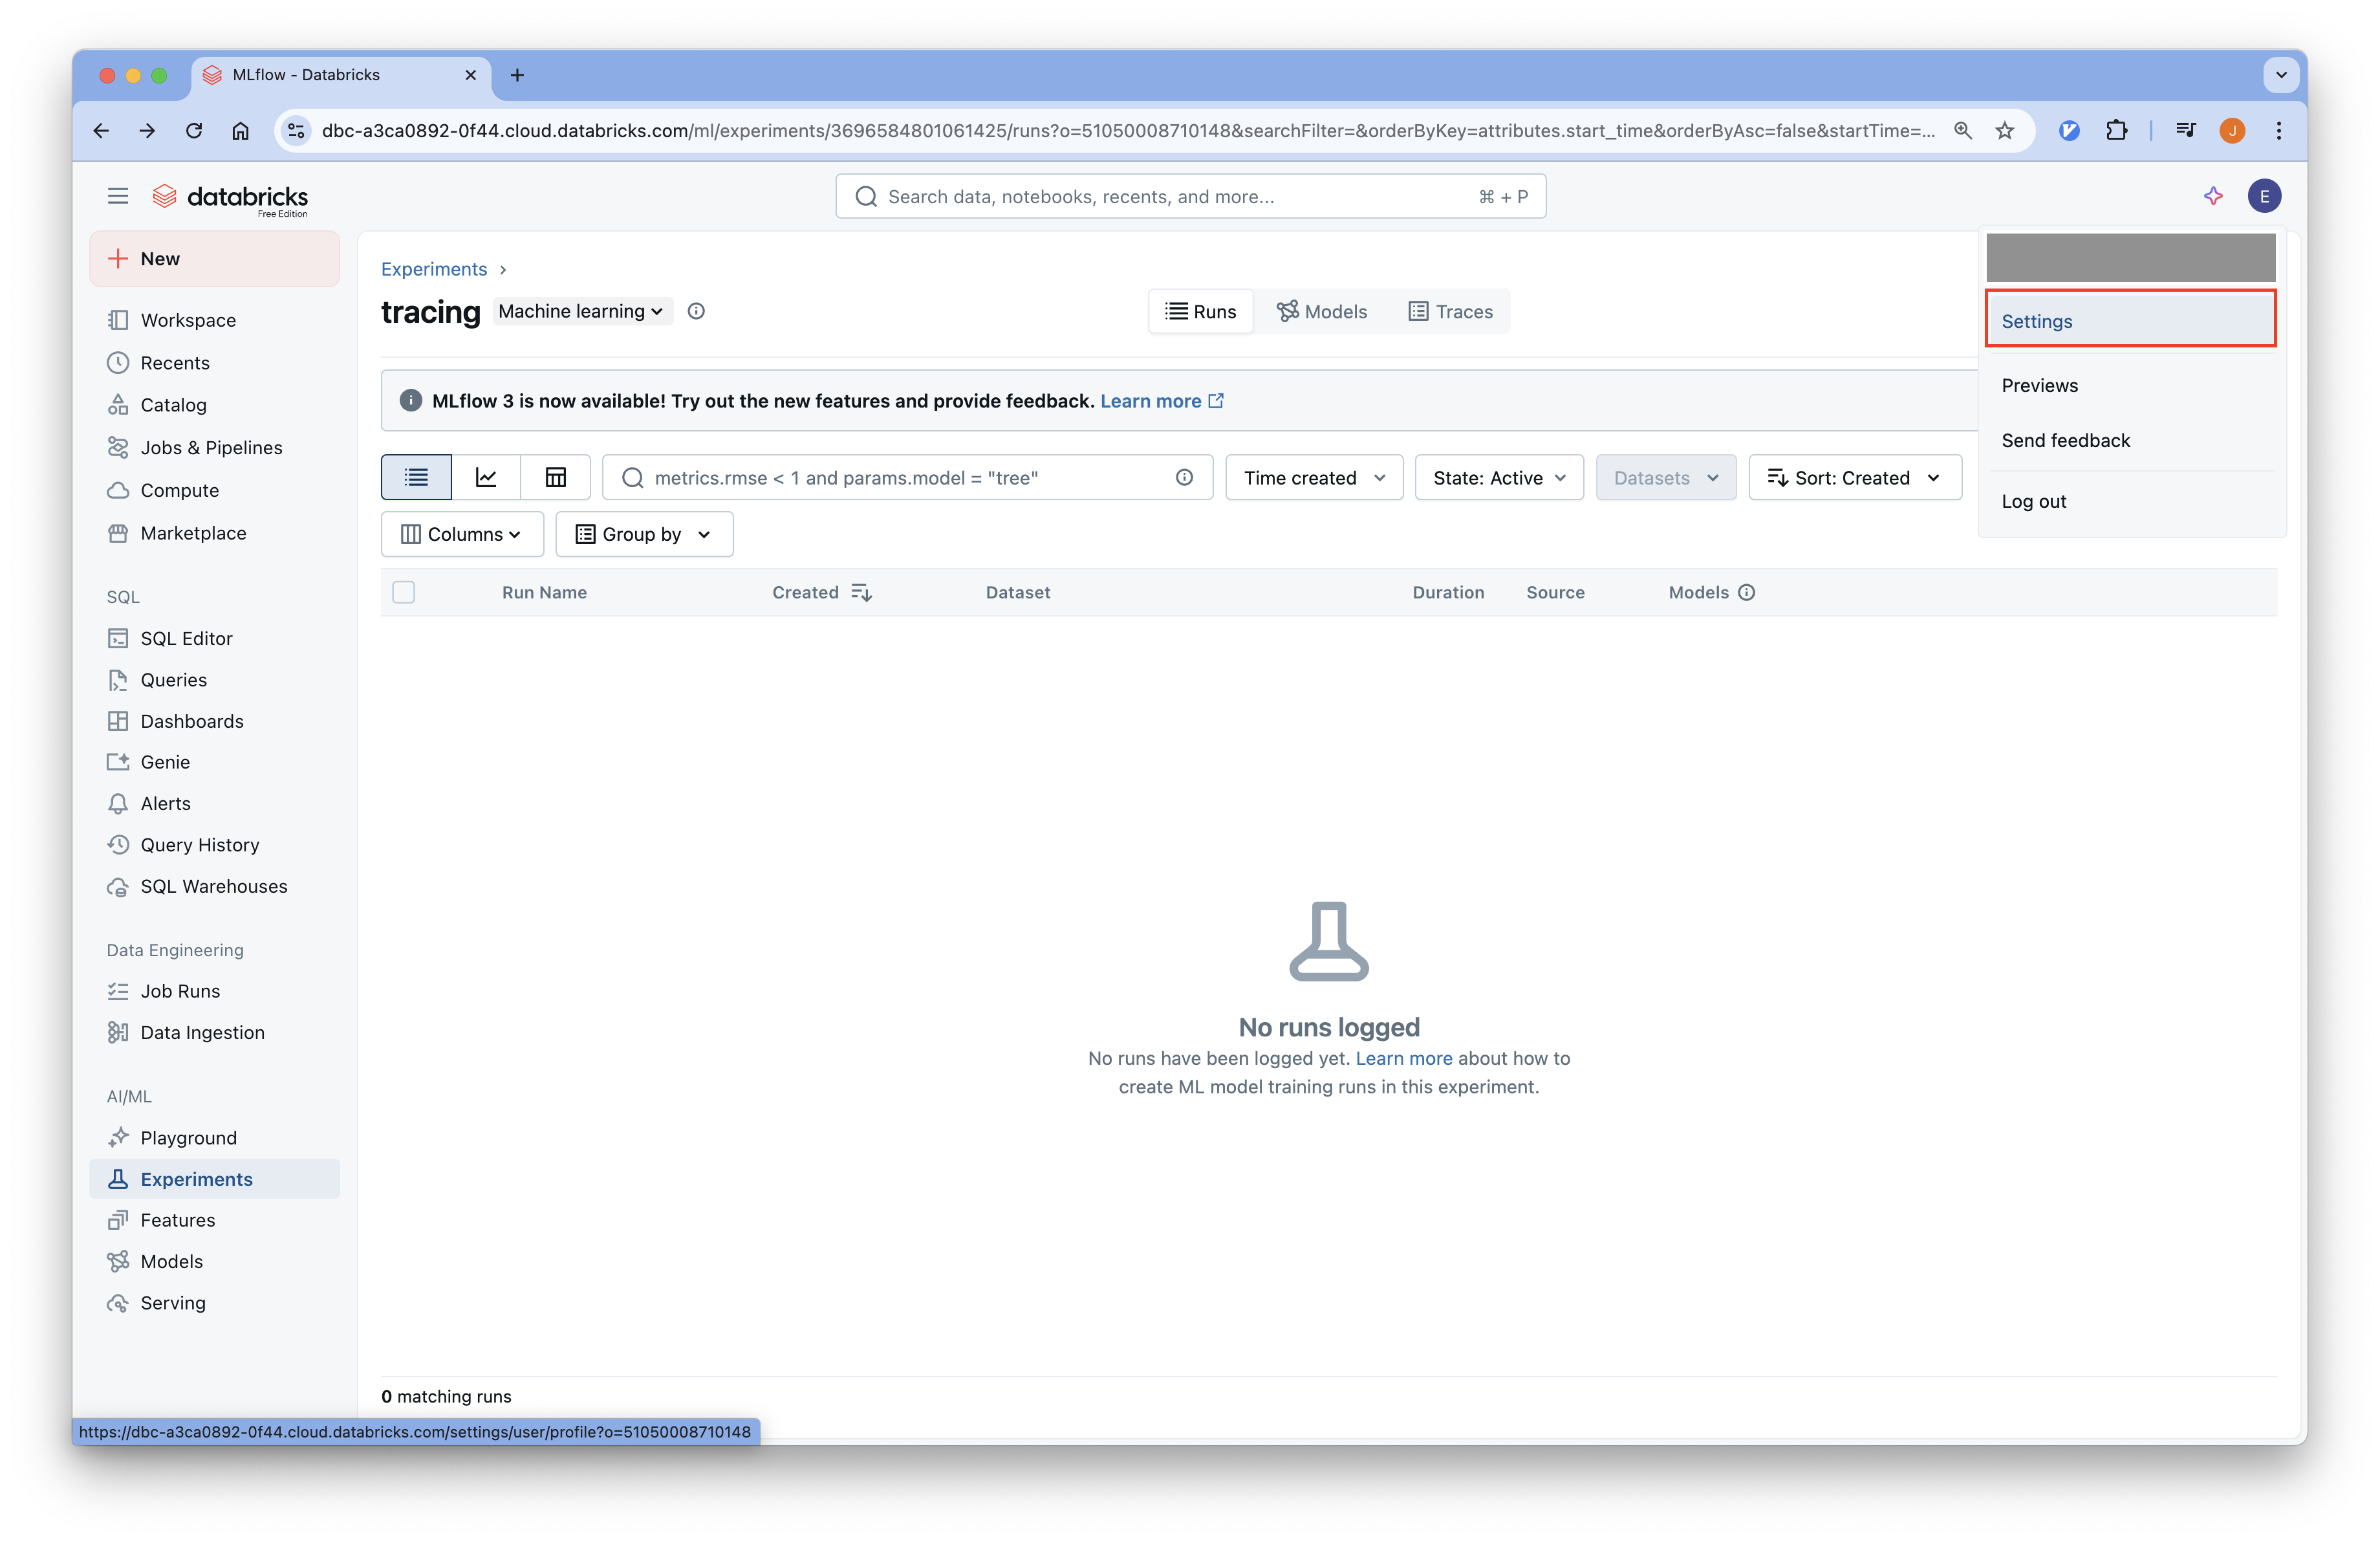 MLflow - Databricks
dbc-a3ca0892-0f44.cloud.databricks.com/ml/experiments/3696584801061425/runs?o=51050008710148&searchFilter=&orderByKey=attributes.start_time&orderByAsc=false&startTime=...
J
databricks
Free Edition
Search data, notebooks, recents, and more...
⌘ + P
E
New
Workspace
Recents
Catalog
Jobs & Pipelines
Compute
Marketplace
SQL
SQL Editor
Queries
Dashboards
Genie
Alerts
Query History
SQL Warehouses
Data Engineering
Job Runs
Data Ingestion
AI/ML
Playground
Experiments
Features
Models
Serving
Experiments
tracing
Machine learning
Runs
Models
Traces
MLflow 3 is now available! Try out the new features and provide feedback. Learn more
metrics.rmse < 1 and params.model = "tree"
Time created
State: Active
Datasets
Sort: Created
Columns
Group by
Run Name
Created
Dataset
Duration
Source
Models
No runs logged
No runs have been logged yet. Learn more about how to
create ML model training runs in this experiment.
0 matching runs
Settings
Previews
Send feedback
Log out
https://dbc-a3ca0892-0f44.cloud.databricks.com/settings/user/profile?o=51050008710148